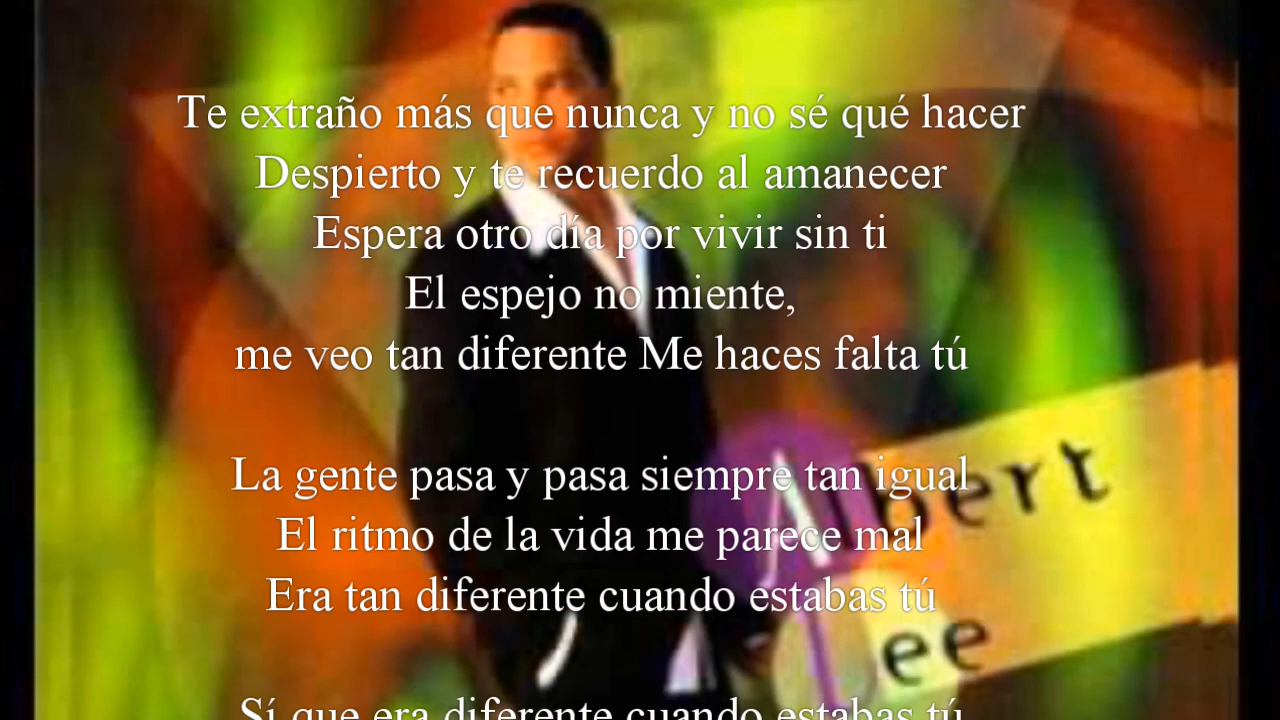 Te extraño más que nunca y no sé qué hacer
Despierto y te recuerdo al amanecer
Espera otro día por vivir sin ti
El espejo no miente,
me veo tan diferente Me haces falta tú
La gente pasa y pasa siempre tan igual
El ritmo de la vida me parece mal
Era tan diferente cuando estabas tú
Sí que era diferente cuando estabas tú
Albert
Lee